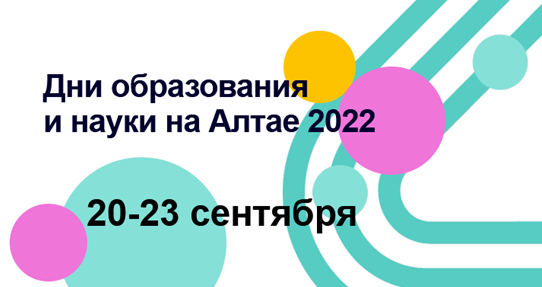 Дни образования
и науки на Алтае 2022
20-23 сентября